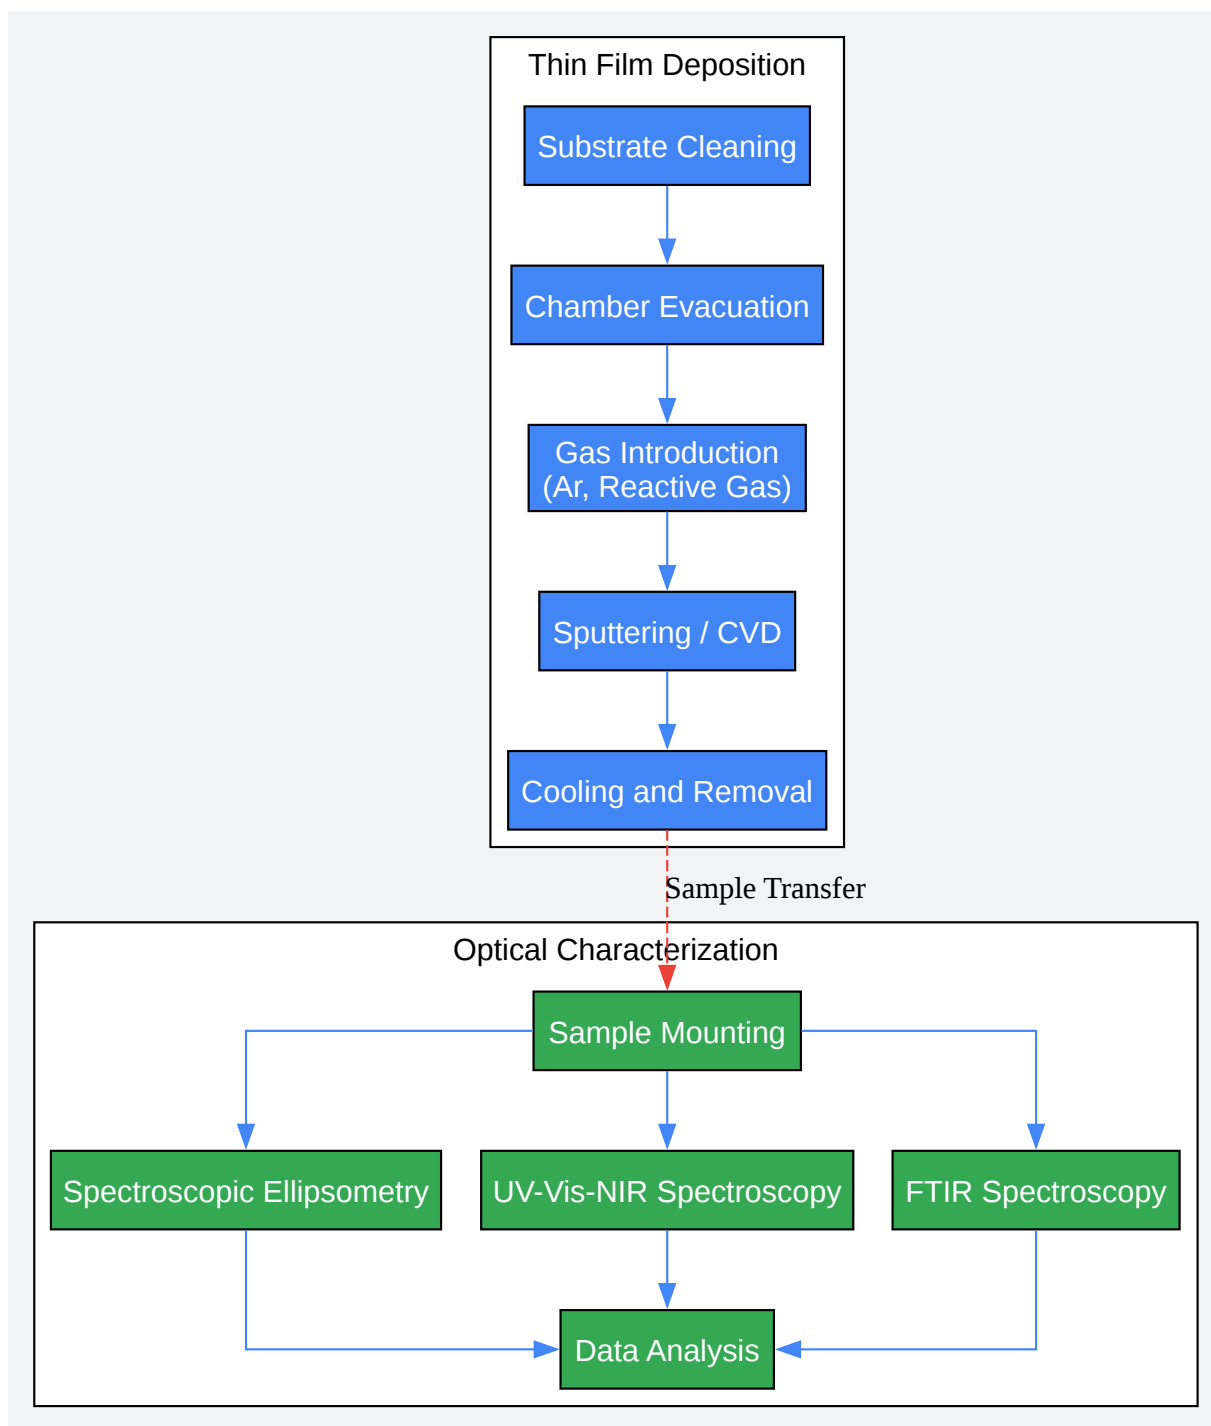 Thin Film Deposition
Substrate Cleaning
Chamber Evacuation
Gas Introduction
(Ar, Reactive Gas)
Sputtering / CVD
Cooling and Removal
Sample Transfer
Optical Characterization
Sample Mounting
Spectroscopic Ellipsometry
UV-Vis-NIR Spectroscopy
FTIR Spectroscopy
Data Analysis